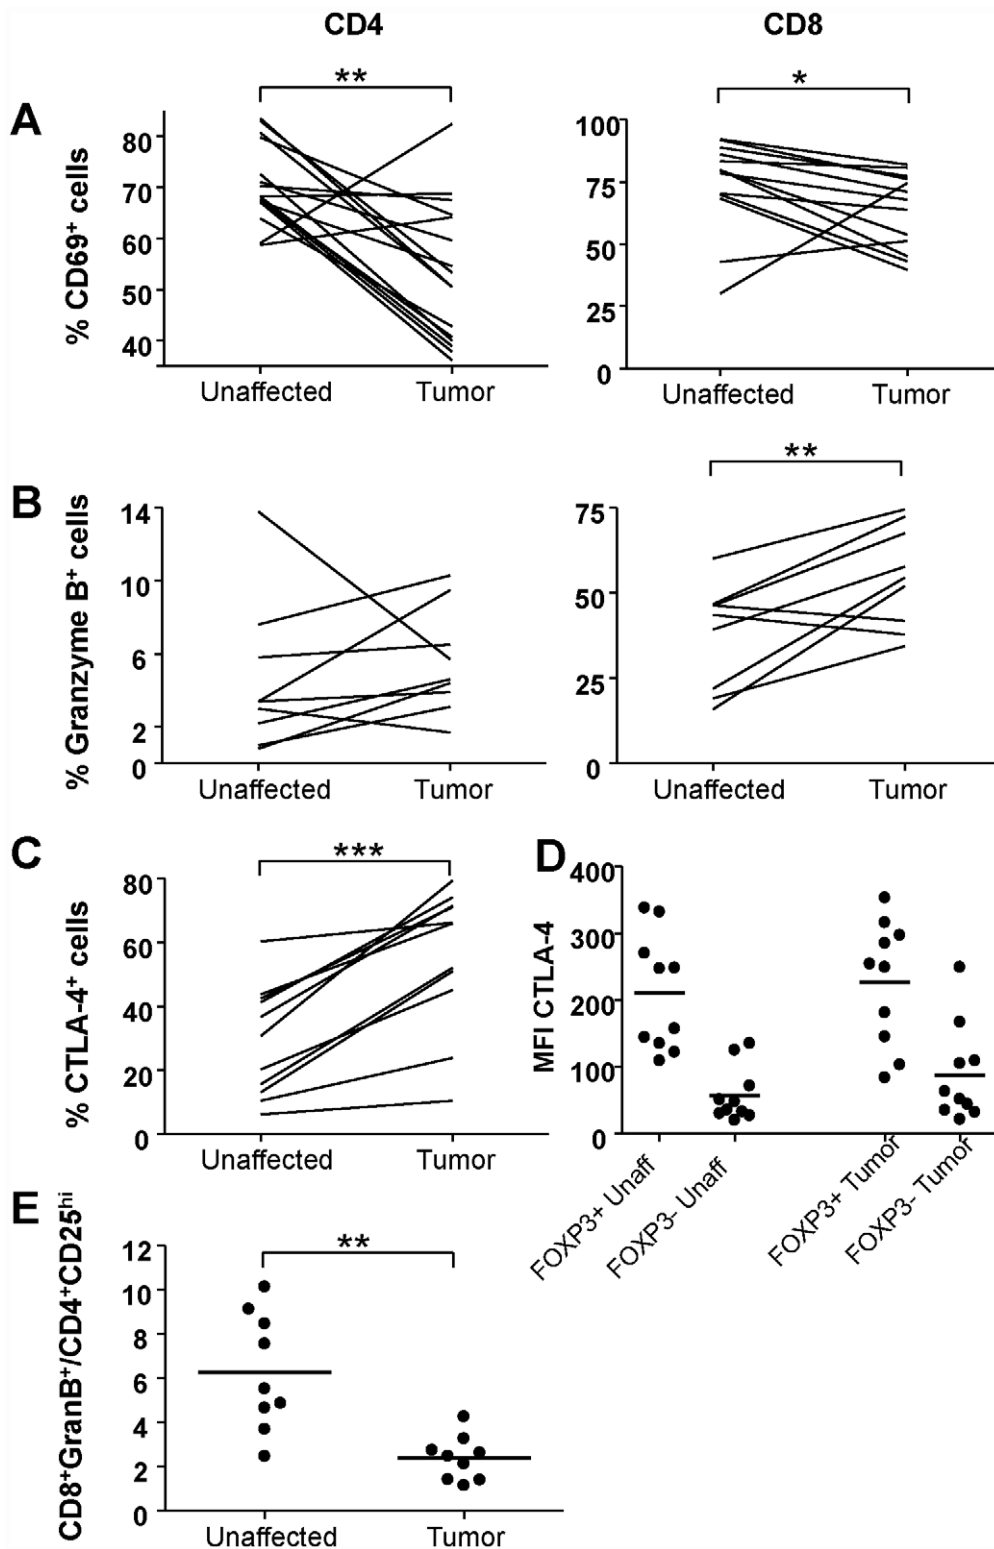 CD4
CD8
A
**
% CD69⁺ cells
80
70
60
50
40
Unaffected
Tumor
*
100
75
50
25
0
Unaffected
Tumor
B
% Granzyme B⁺ cells
14
10
6
2
0
Unaffected
Tumor
**
75
50
25
0
Unaffected
Tumor
C
***
% CTLA-4⁺ cells
80
60
40
20
0
Unaffected
Tumor
D
MFI CTLA-4
400
300
200
100
0
FOXP3+ Unaff
FOXP3- Unaff
FOXP3+ Tumor
FOXP3- Tumor
E
**
CD8⁺GranB⁺/CD4⁺CD25ʰⁱ
12
10
8
6
4
2
0
Unaffected
Tumor